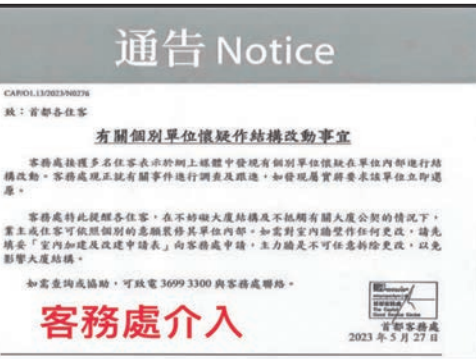 通告 Notice
CAP/O1.13/2023/N0276
致：首都各住客
有關個別單位懷疑作結構改動事宜
客務處接獲多名住客表示於網上媒體中發現有個別單位懷疑在單位內部進行結
構改動。客務處現正就有關事件進行調查及跟進，如發現屬實將要求該單位立即還
原。
客務處特此提醒各住客，在不妨礙大廈結構及不抵觸有關大廈公契的情況下，
業主或住客可依照個別的意願裝修其單位內部。如需對室內牆壁作任何更改，請先
填妥「室內加建及改建申請表」向客務處申請，主力牆是不可任意拆除更改，以免
影響大廈結構。
如需查詢或協助，可致電 3699 3300 與客務處聯絡。
客務處介入
首都客務處
The Capitol
首都客務處
2023 年 5 月 27 日